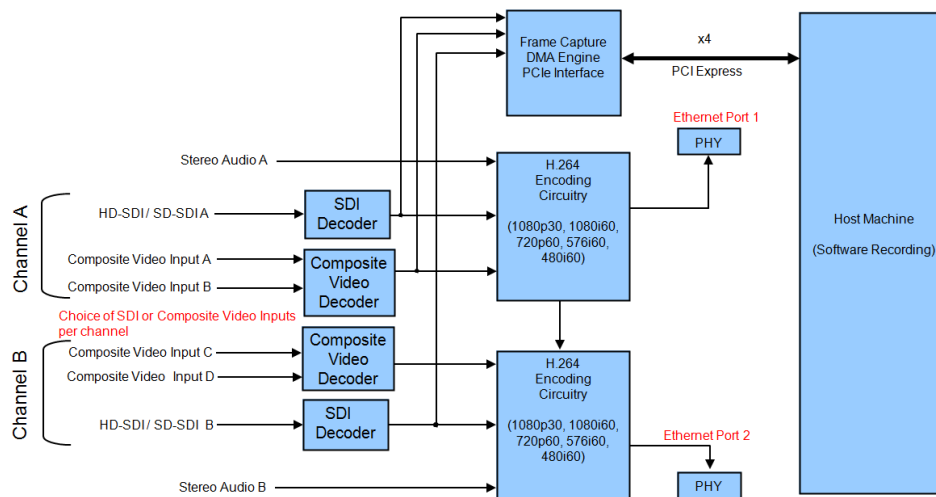 Frame Capture
DMA Engine
PCIe Interface
x4
PCI Express
Ethernet Port 1
PHY
Stereo Audio A
H.264
Encoding
Circuitry
(1080p30, 1080i60,
720p60, 576i60,
480i60)
Channel A
HD-SDI / SD-SDI A
SDI
Decoder
Composite Video Input A
Composite Video Input B
Composite
Video
Decoder
Host Machine
(Software Recording)
Choice of SDI or Composite Video Inputs
per channel
Channel B
Composite Video Input C
Composite Video Input D
Composite
Video
Decoder
HD-SDI / SD-SDI B
SDI
Decoder
H.264
Encoding
Circuitry
(1080p30, 1080i60,
720p60, 576i60,
480i60)
Ethernet Port 2
PHY
Stereo Audio B